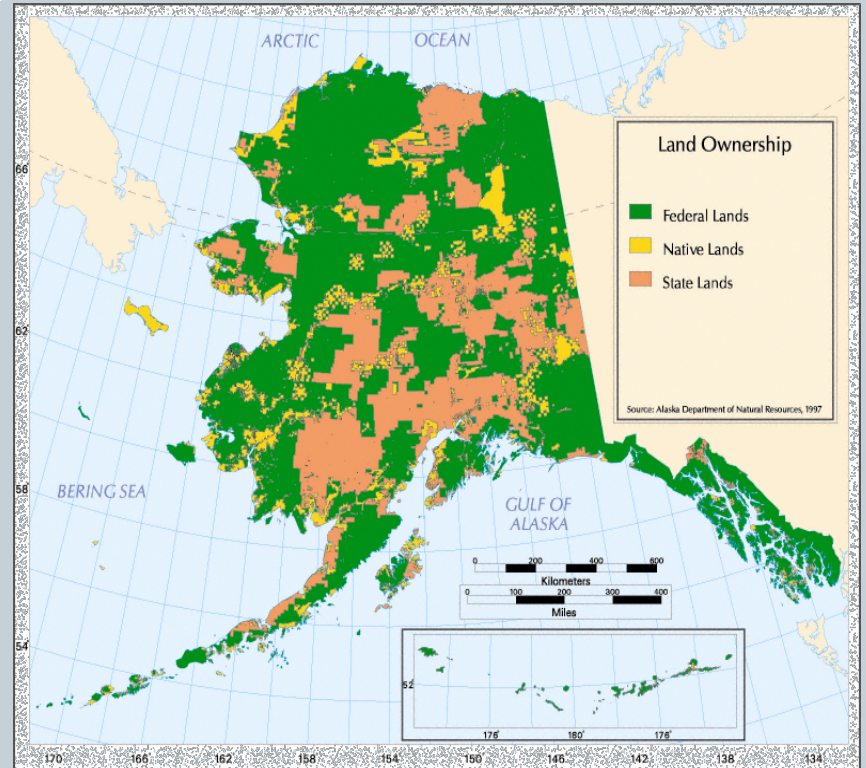 ARCTIC OCEAN
Land Ownership
66
Federal Lands
Native Lands
State Lands
62
Source: Alaska Department of Natural Resources, 1997
58
BERING SEA
GULF OF
ALASKA
0 200 400 600
Kilometers
0 100 200 300 400
Miles
54
52
176° 180° 176°
170 166 162 158 154 150 146 142 138 134